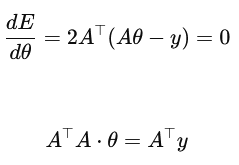 dE/dθ = 2A⊤(Aθ − y) = 0
A⊤A · θ = A⊤y